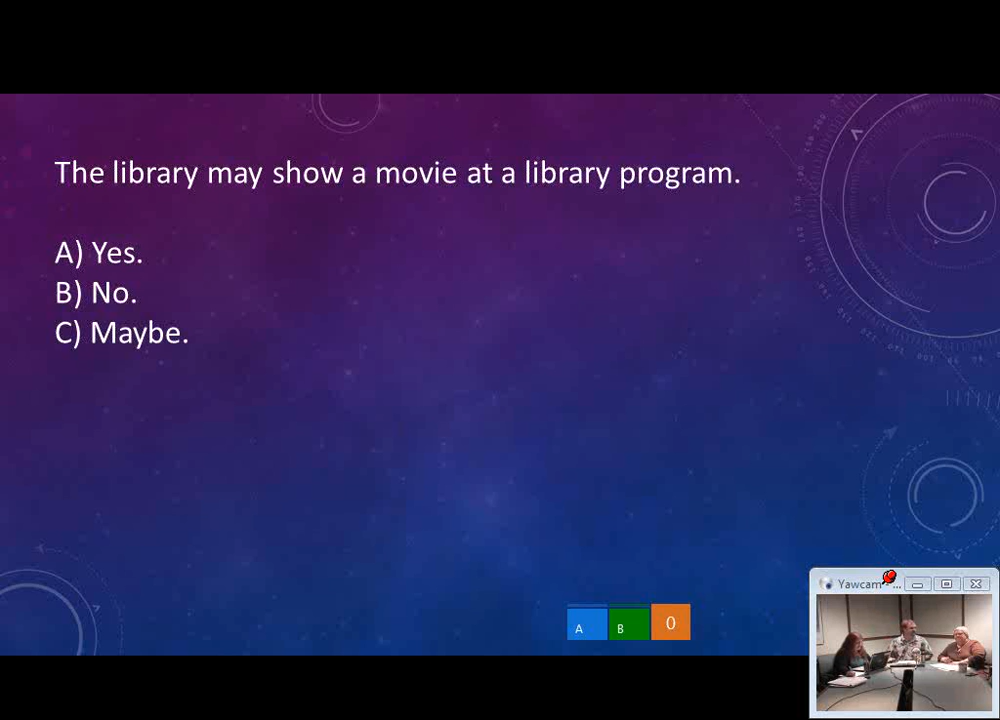 The library may show a movie at a library program.
A) Yes.
B) No.
C) Maybe.
A
B
0
Yawcam